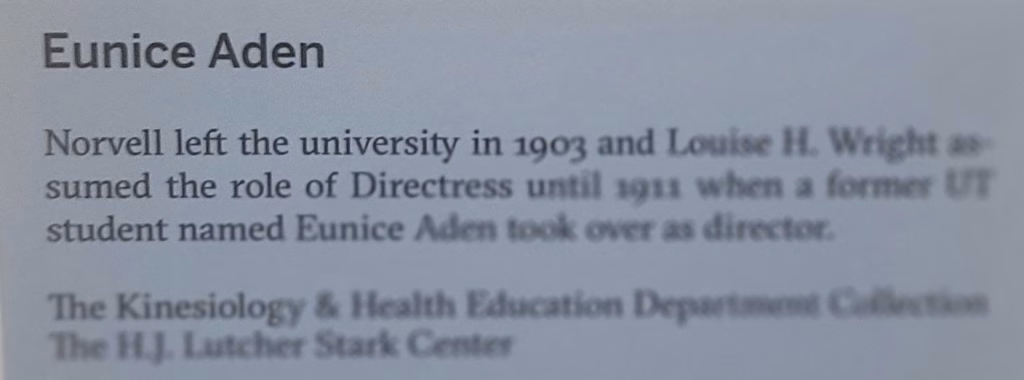 Eunice Aden
Norvell left the university in 1903 and Louise H. Wright as-
sumed the role of Directress until 1911 when a former UT
student named Eunice Aden took over as director.
The Kinesiology & Health Education Department Collection
The H.J. Lutcher Stark Center